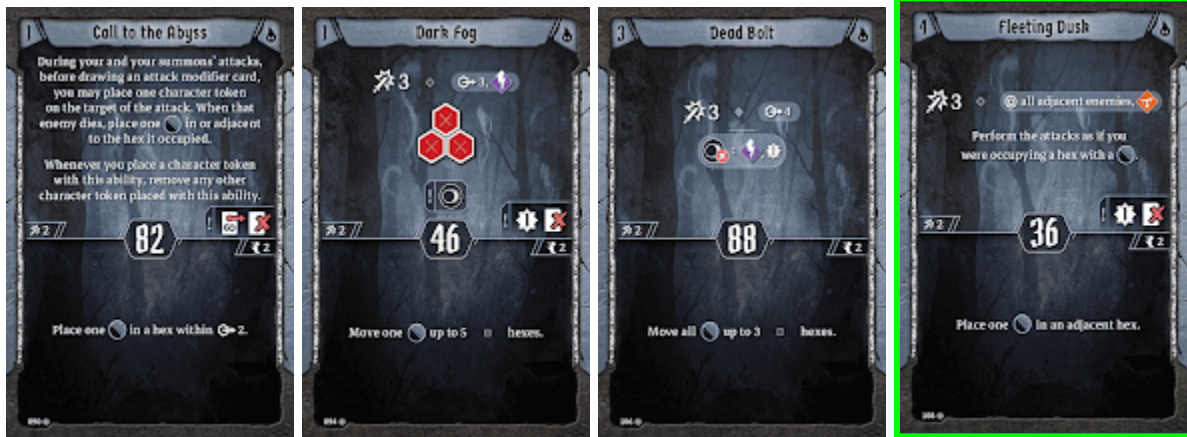 1 Call to the Abyss
During your and your summons' attacks,
before drawing an attack modifier card,
you may place one character token
on the target of the attack. When that
enemy dies, place one in or adjacent
to the hex it occupied.
Whenever you place a character token
with this ability, remove any other
character token placed with this ability.
2
82
2
Place one in a hex within 2.
1 Dark Fog
3 3,
1
2
46
2
Move one up to 5 hexes.
3 Dead Bolt
3 4
: , 1
2
88
2
Move all up to 3 hexes.
4 Fleeting Dusk
3 all adjacent enemies,
Perform the attacks as if you
were occupying a hex with a .
1
2
36
2
Place one in an adjacent hex.